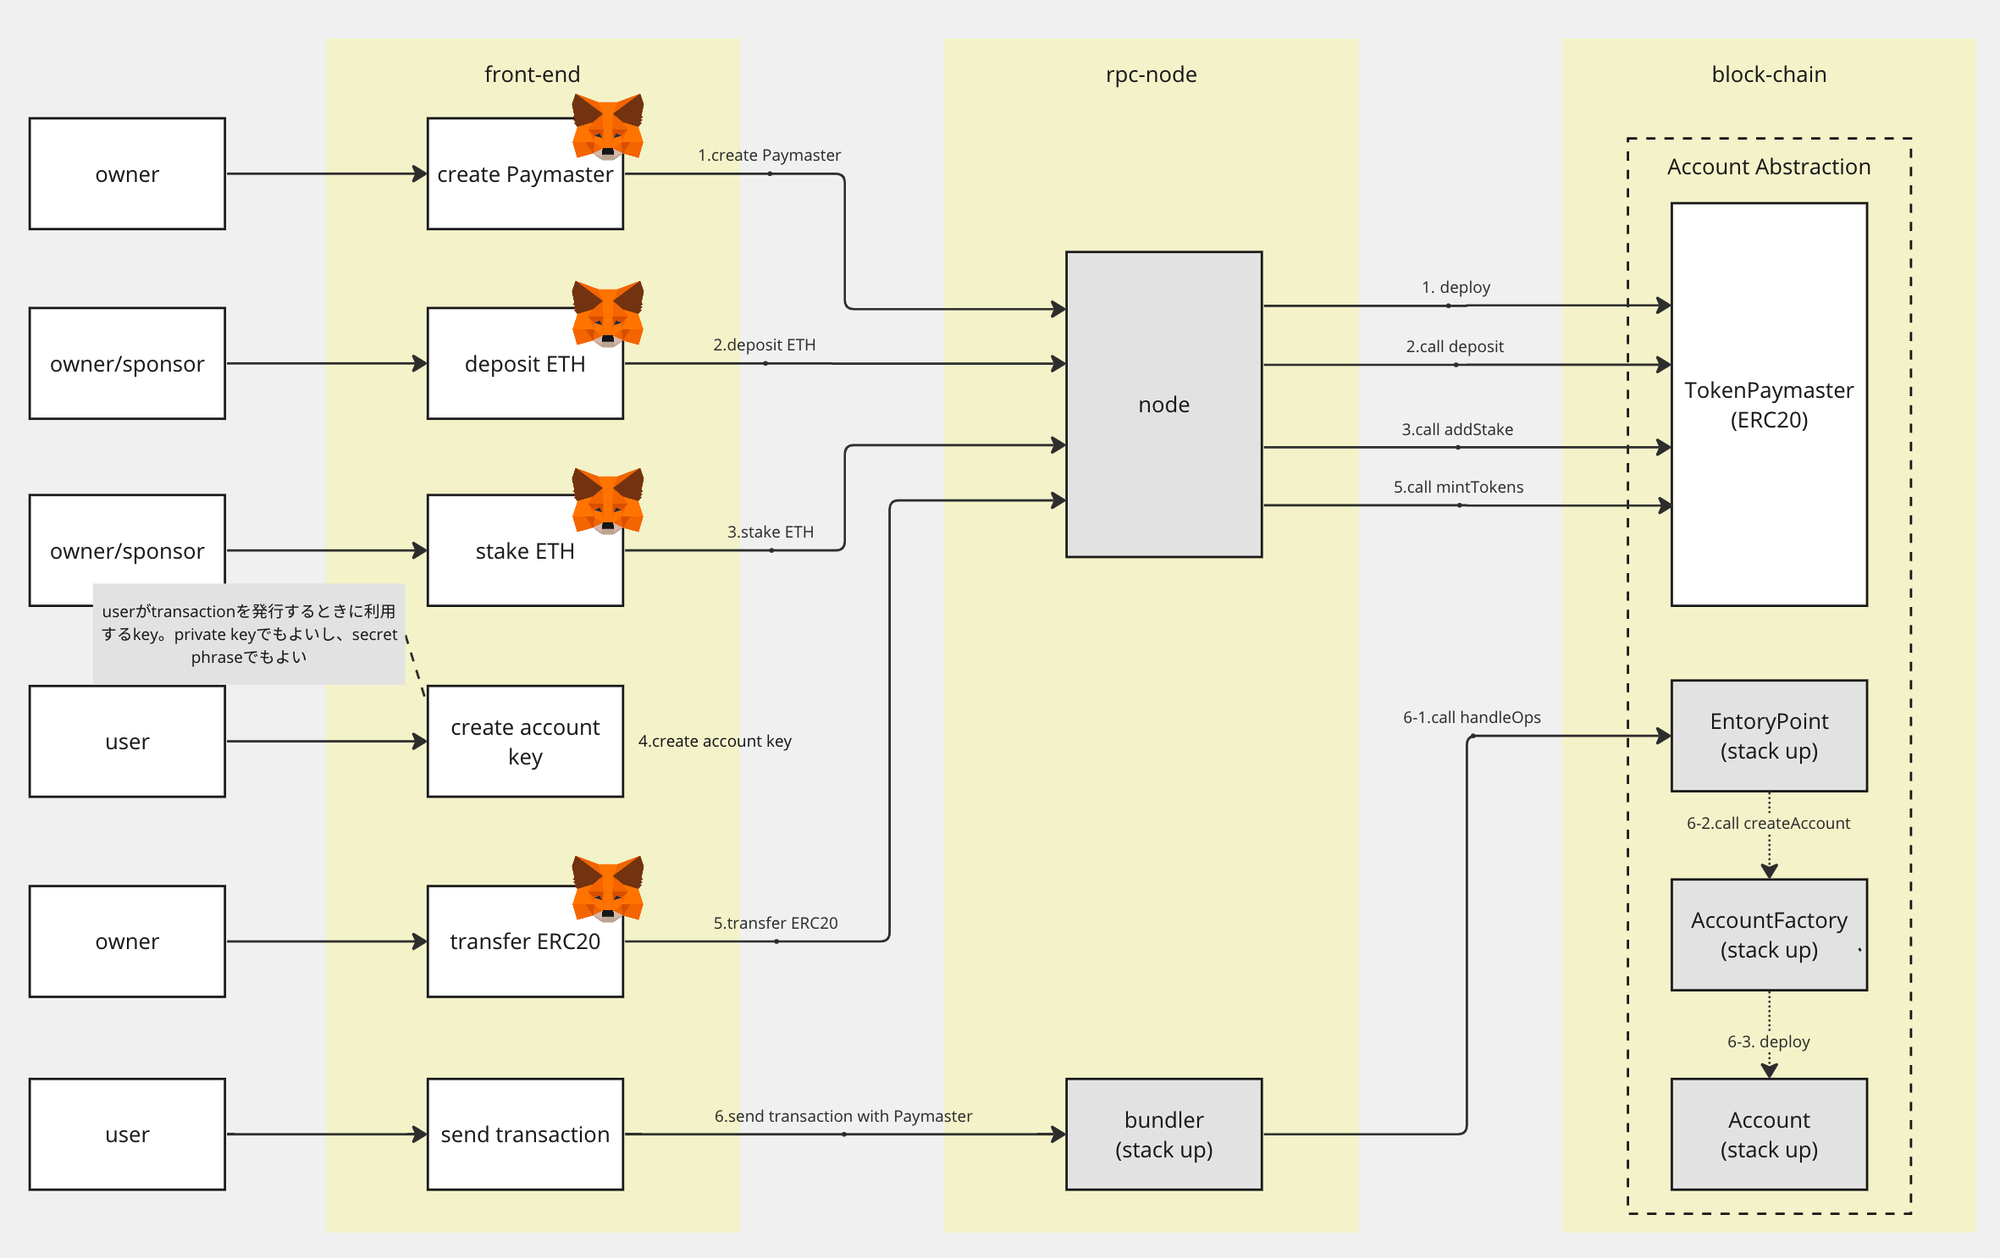 front-end
rpc-node
block-chain
owner
create Paymaster
1.create Paymaster
owner/sponsor
deposit ETH
2.deposit ETH
owner/sponsor
stake ETH
3.stake ETH
userがtransactionを発行するときに利用
するkey。private keyでもよいし、secret
phraseでもよい
user
create account
key
4.create account key
owner
transfer ERC20
5.transfer ERC20
user
send transaction
6.send transaction with Paymaster
node
bundler
(stack up)
1. deploy
2.call deposit
3.call addStake
5.call mintTokens
6-1.call handleOps
Account Abstraction
TokenPaymaster
(ERC20)
EntoryPoint
(stack up)
6-2.call createAccount
AccountFactory
(stack up)
6-3. deploy
Account
(stack up)